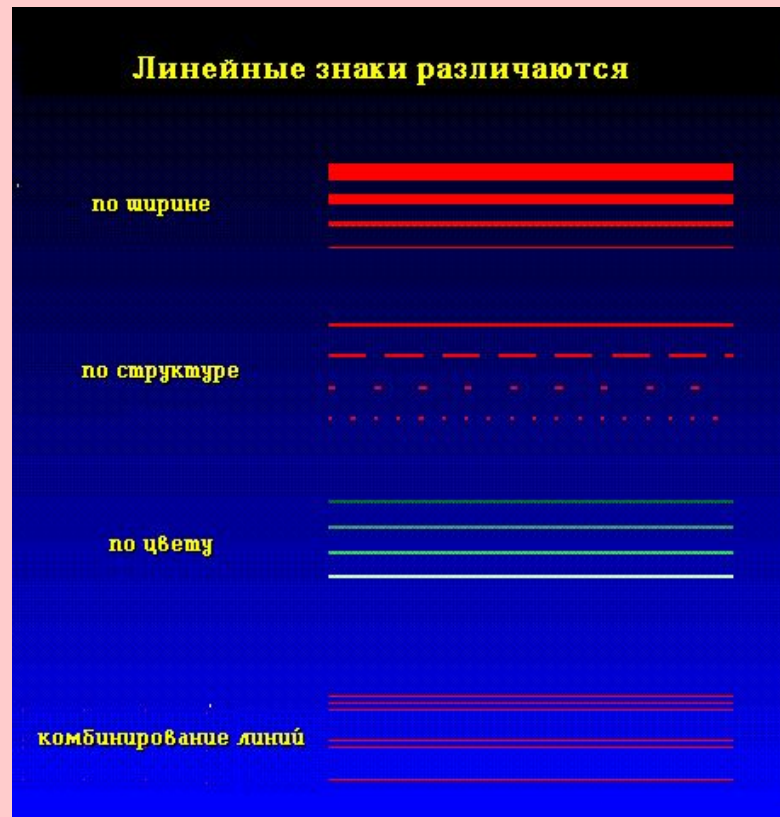 Линейные знаки различаются
по ширине
по структуре
по цвету
комбинирование линий